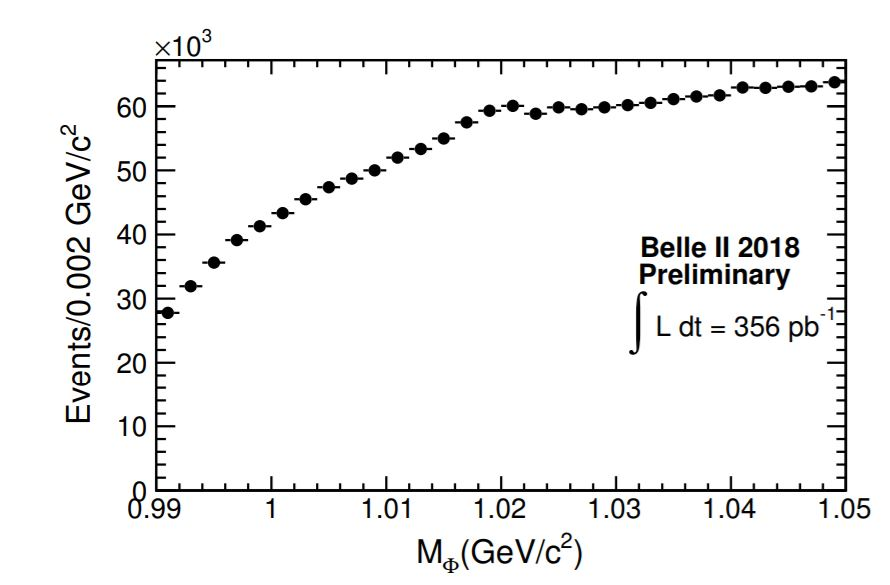 ×10³
Events/0.002 GeV/c²
60
50
40
30
20
10
0
Belle II 2018
Preliminary
∫ L dt = 356 pb⁻¹
0.99 1 1.01 1.02 1.03 1.04 1.05
M_Φ(GeV/c²)